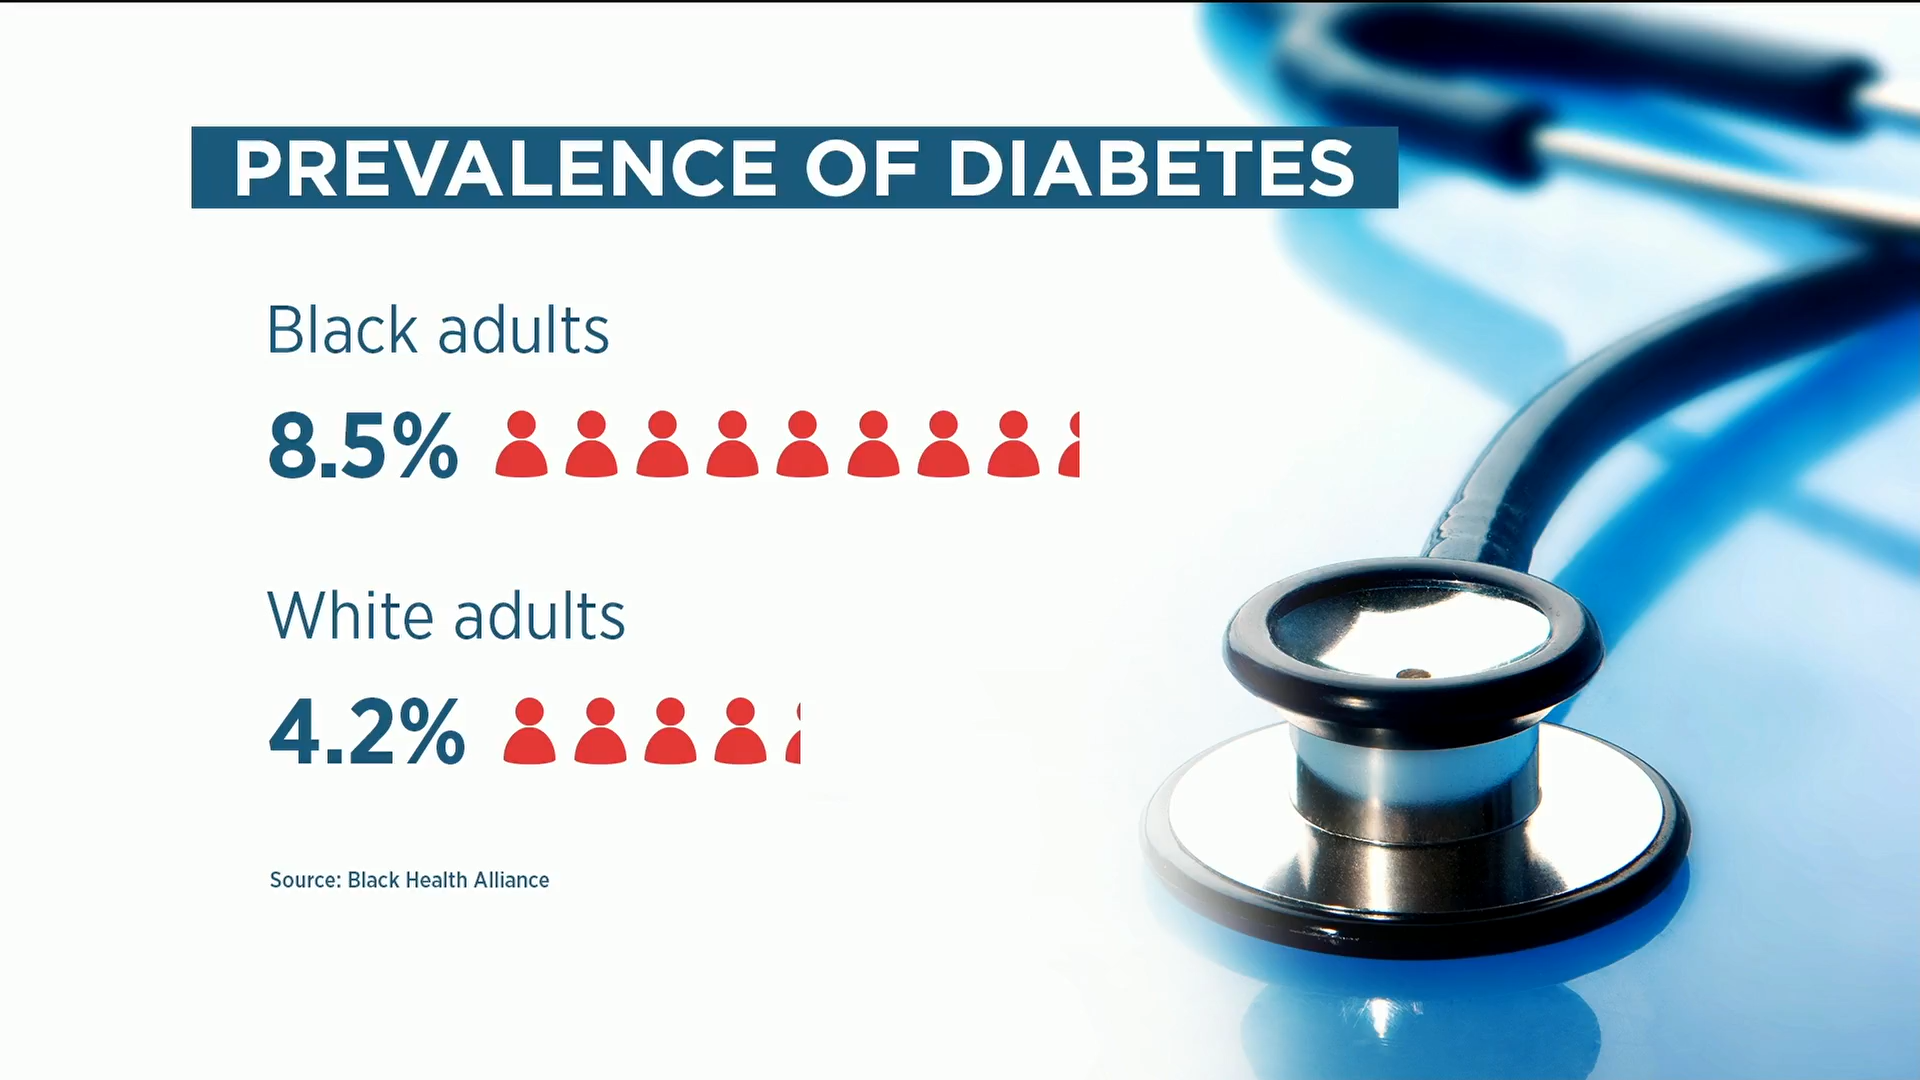 PREVALENCE OF DIABETES
Black adults
8.5%
White adults
4.2%
Source: Black Health Alliance